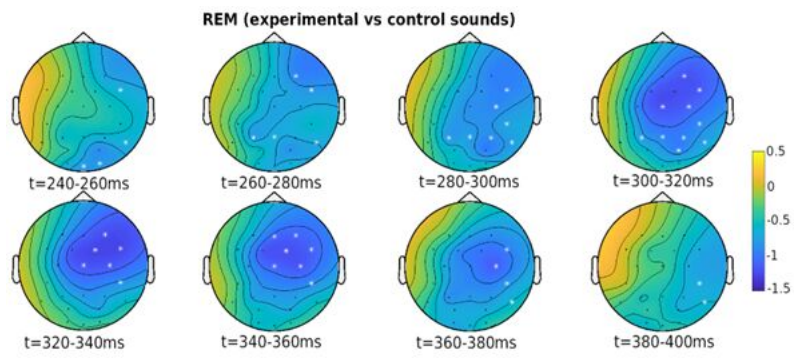 REM (experimental vs control sounds)
t=240-260ms t=260-280ms t=280-300ms t=300-320ms
0.5
0
-0.5
-1
-1.5
t=320-340ms t=340-360ms t=360-380ms t=380-400ms